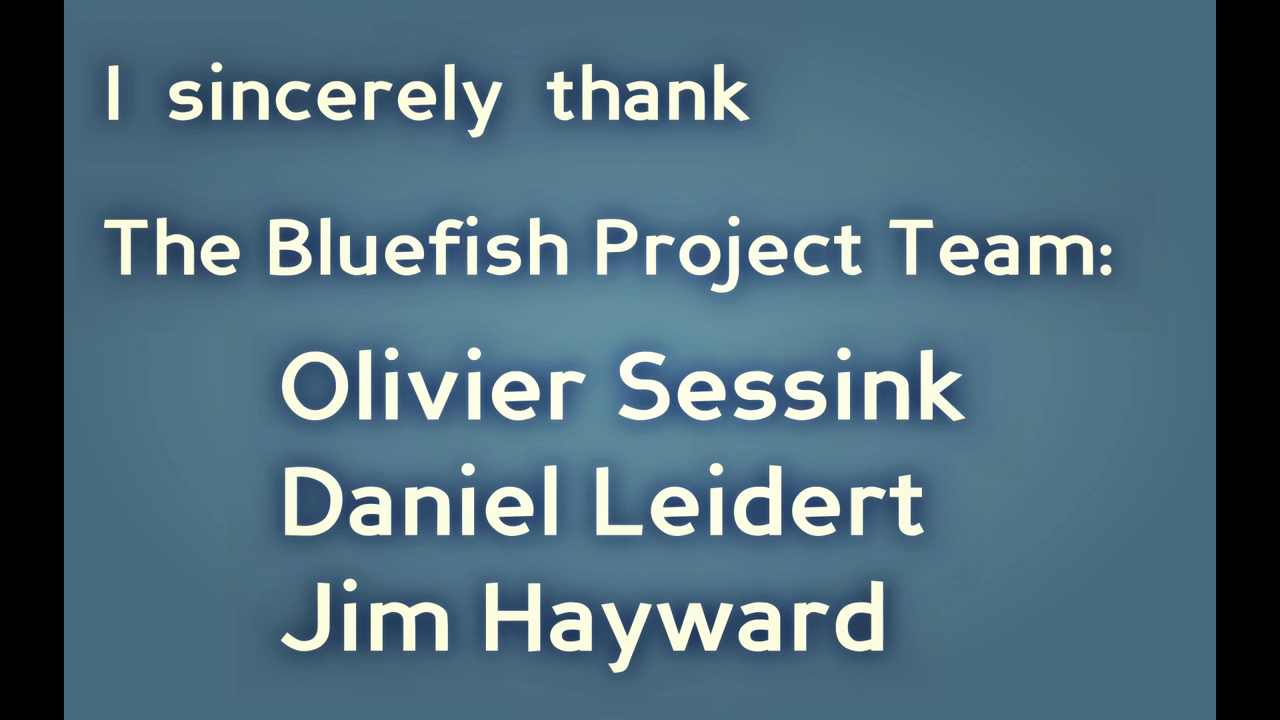 I sincerely thank
The Bluefish Project Team:
Olivier Sessink
Daniel Leidert
Jim Hayward